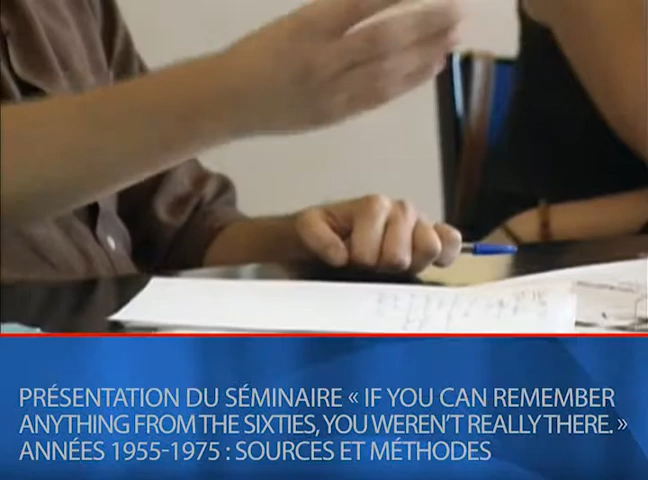 PRÉSENTATION DU SÉMINAIRE « IF YOU CAN REMEMBER
ANYTHING FROM THE SIXTIES, YOU WEREN'T REALLY THERE. »
ANNÉES 1955-1975 : SOURCES ET MÉTHODES